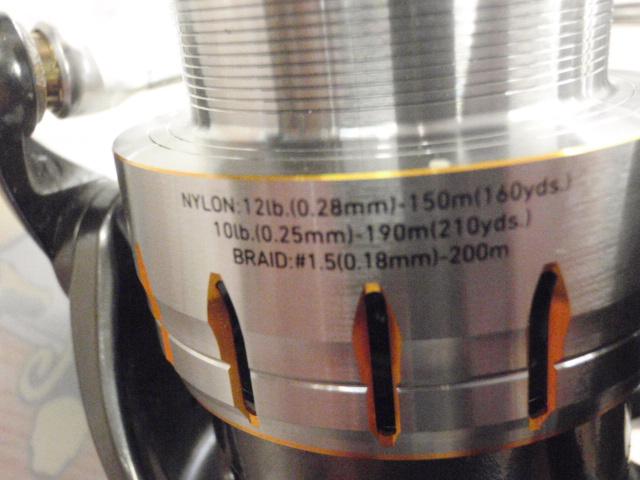 NYLON:12lb.(0.28mm)-150m(160yds.)
10lb.(0.25mm)-190m(210yds.)
BRAID:#1.5(0.18mm)-200m